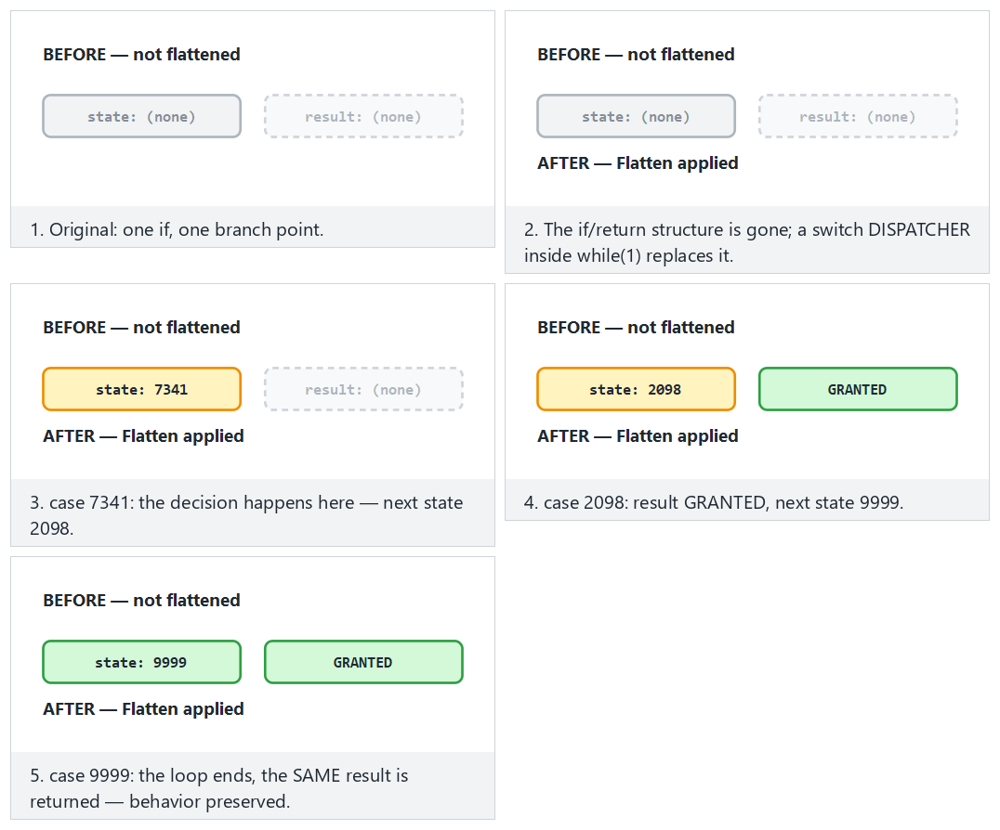 BEFORE — not flattened
state: (none)
result: (none)
1. Original: one if, one branch point.
BEFORE — not flattened
state: (none)
result: (none)
AFTER — Flatten applied
2. The if/return structure is gone; a switch DISPATCHER
inside while(1) replaces it.
BEFORE — not flattened
state: 7341
result: (none)
AFTER — Flatten applied
3. case 7341: the decision happens here — next state
2098.
BEFORE — not flattened
state: 2098
GRANTED
AFTER — Flatten applied
4. case 2098: result GRANTED, next state 9999.
BEFORE — not flattened
state: 9999
GRANTED
AFTER — Flatten applied
5. case 9999: the loop ends, the SAME result is
returned — behavior preserved.